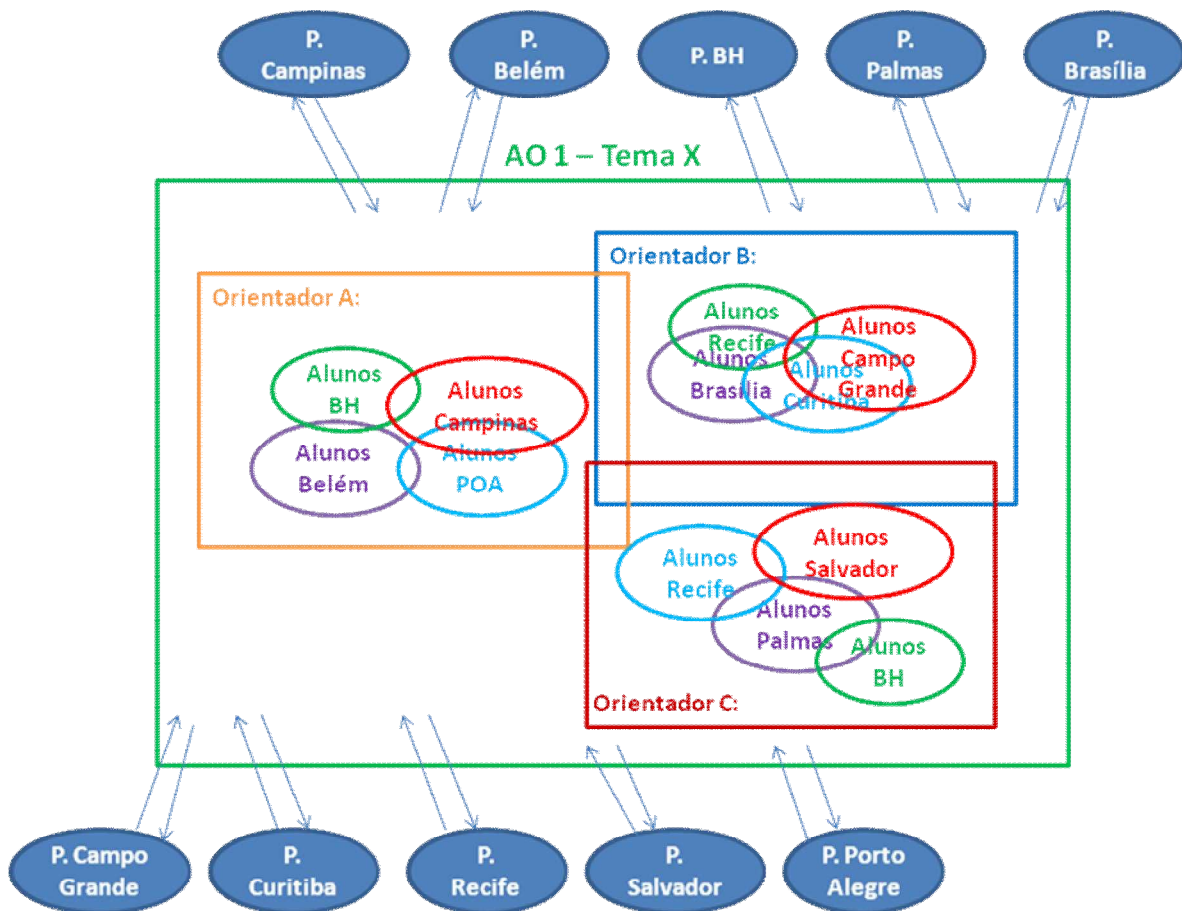 P.
Campinas
P.
Belém
P. BH
P.
Palmas
P.
Brasília
AO 1 – Tema X
Orientador A:
Alunos
BH
Alunos
Campinas
Alunos
Belém
Alunos
POA
Orientador B:
Alunos
Recife
Alunos
Campo
Grande
Alunos
Brasília
Alunos
Curitiba
Alunos
Salvador
Alunos
Recife
Alunos
Palmas
Alunos
BH
Orientador C:
P. Campo
Grande
P.
Curitiba
P.
Recife
P.
Salvador
P. Porto
Alegre